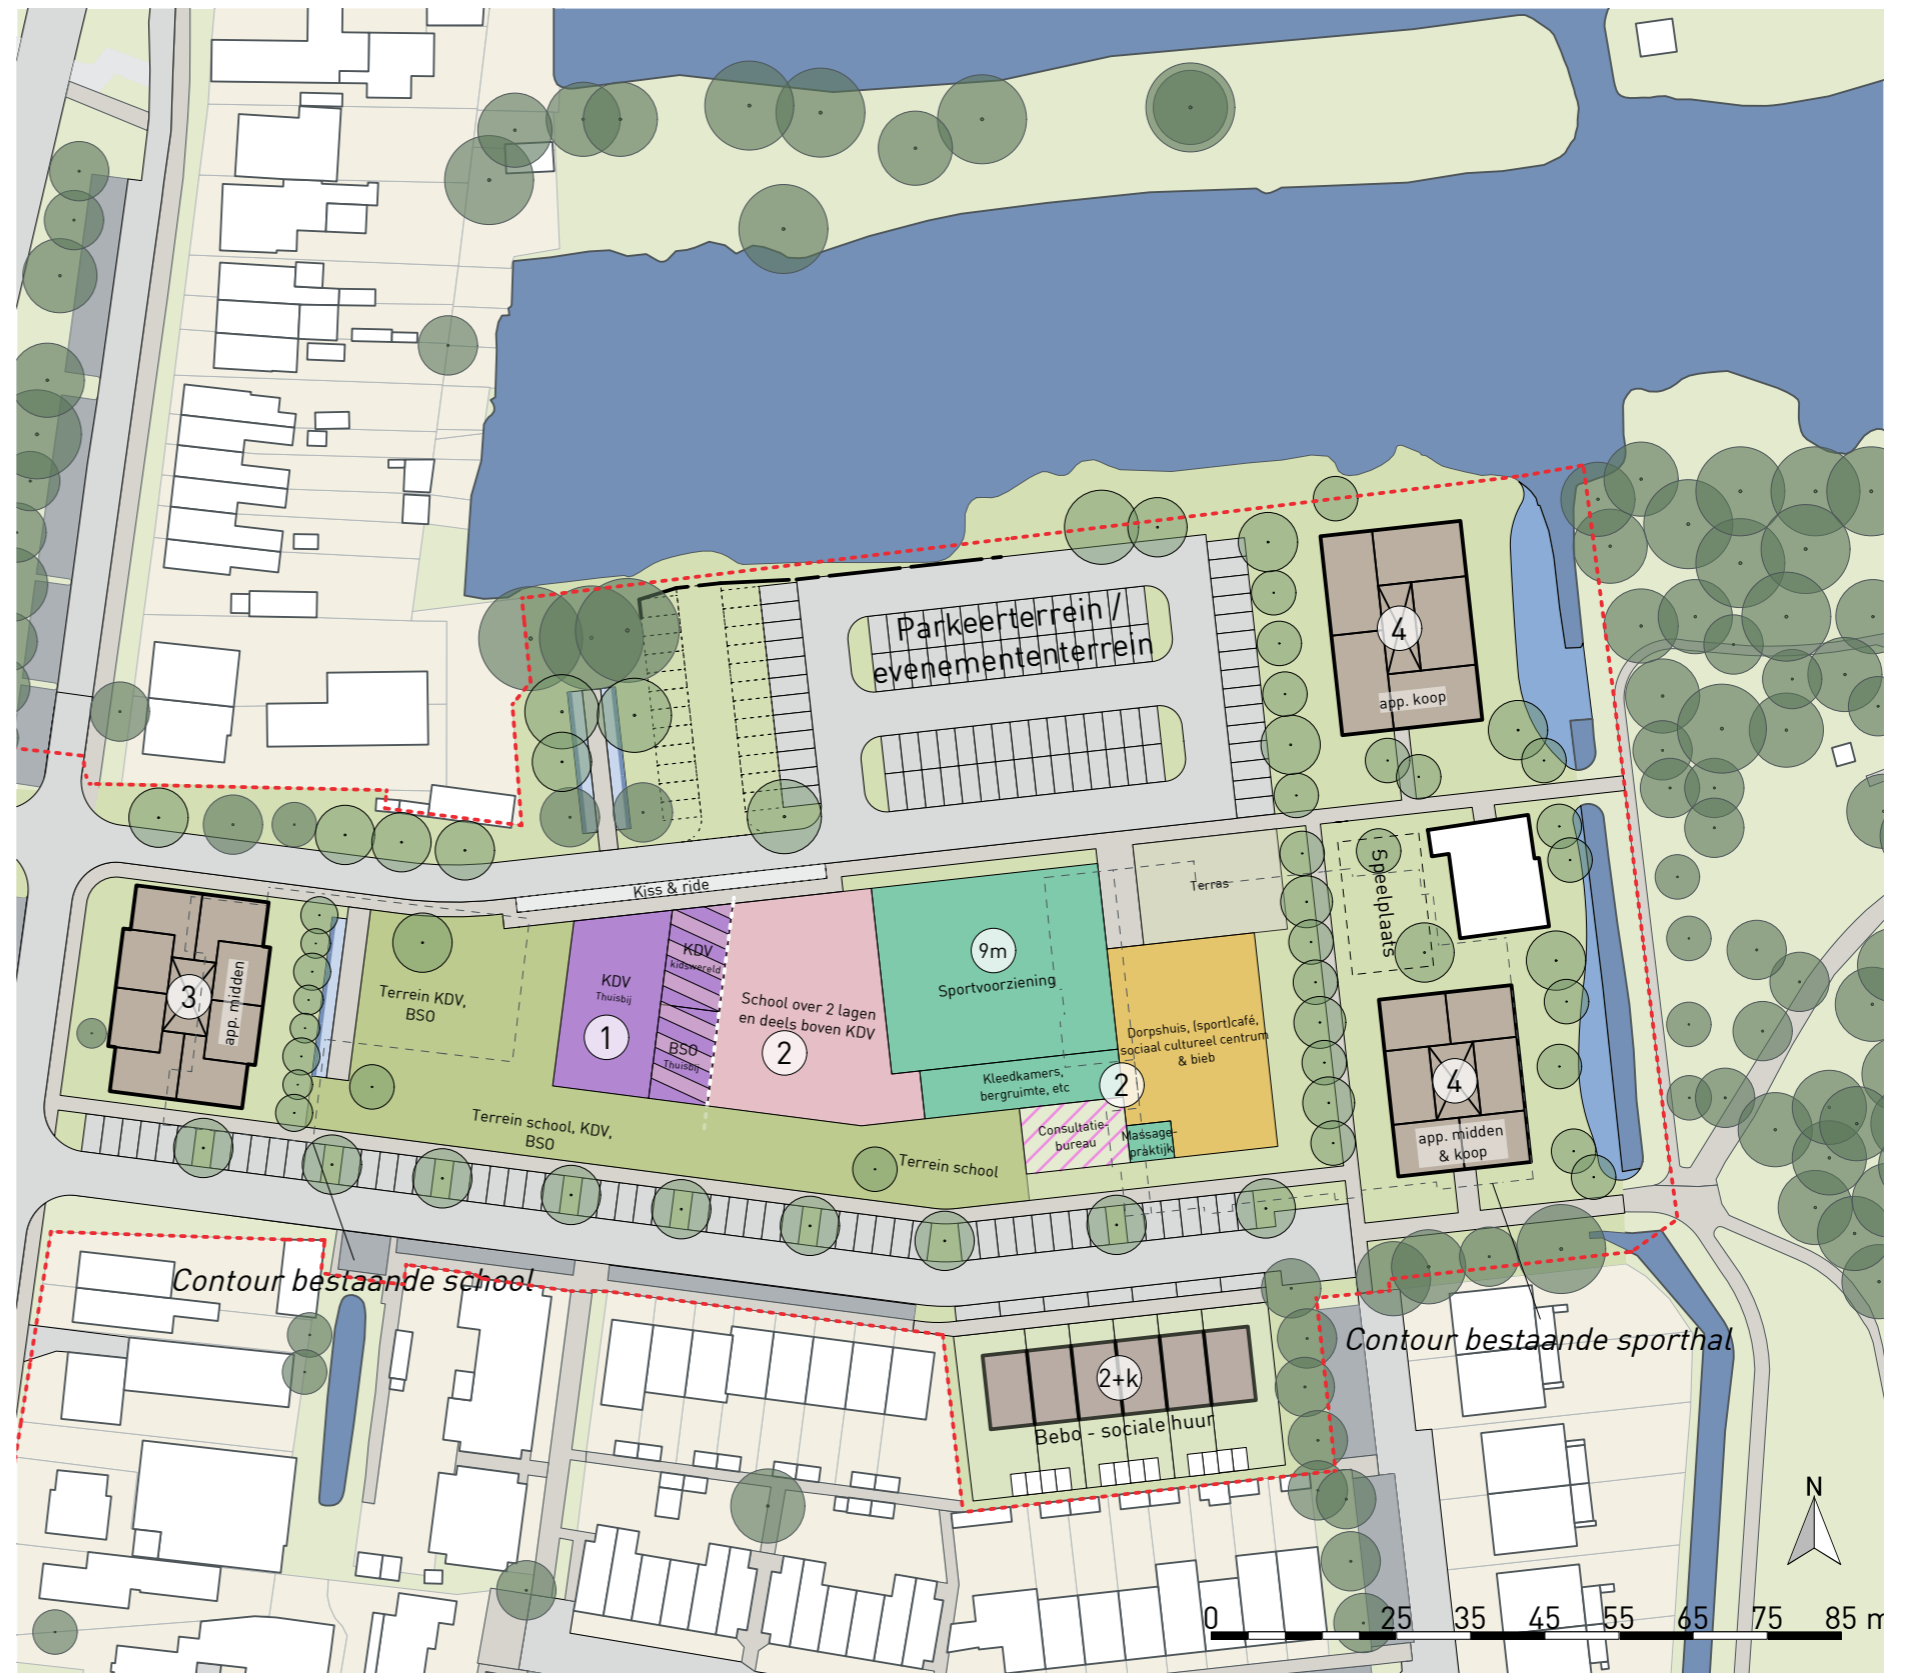 Parkeerterrein /
evenemententerrein
4
app. koop
Kiss & ride
Terras
Speelplaats
3
app. midden
Terrein KDV,
BSO
KDV
Thuisbij
1
KDV
kidswereld
BSO
Thuisbij
School over 2 lagen
en deels boven KDV
2
9m
Sportvoorziening
Kleedkamers,
bergruimte, etc
2
Dorpshuis, (sport)café,
sociaal cultureel centrum
& bieb
Consultatie-
bureau
Massage-
praktijk
4
app. midden
& koop
Terrein school, KDV,
BSO
Terrein school
Contour bestaande school
Contour bestaande sporthal
2+k
Bebo - sociale huur
N
0 25 35 45 55 65 75 85 m